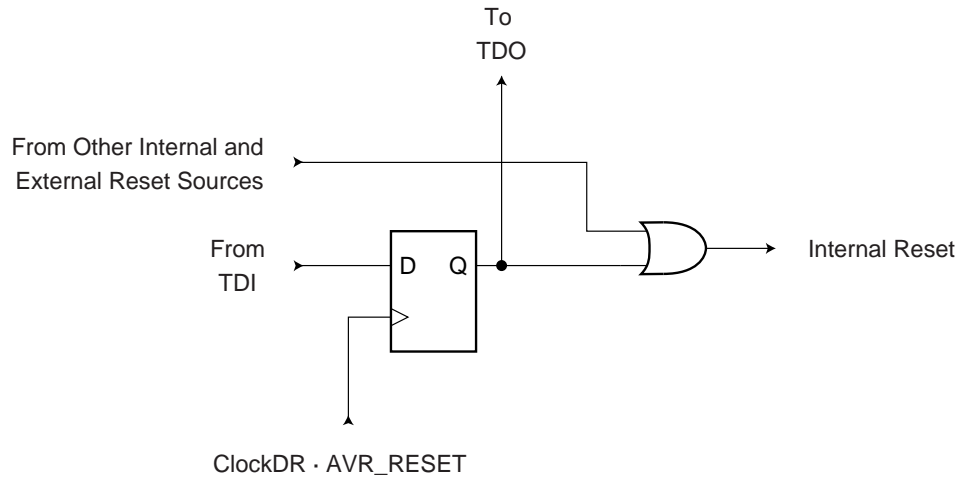 To
TDO
From Other Internal and
External Reset Sources
From
TDI
D Q
Internal Reset
ClockDR · AVR_RESET